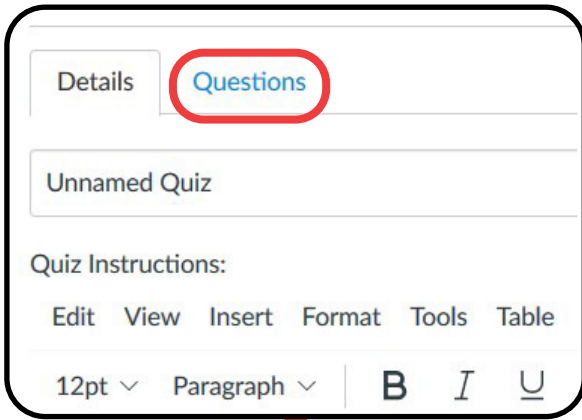 Details Questions
Unnamed Quiz
Quiz Instructions:
Edit View Insert Format Tools Table
12pt Paragraph B I U